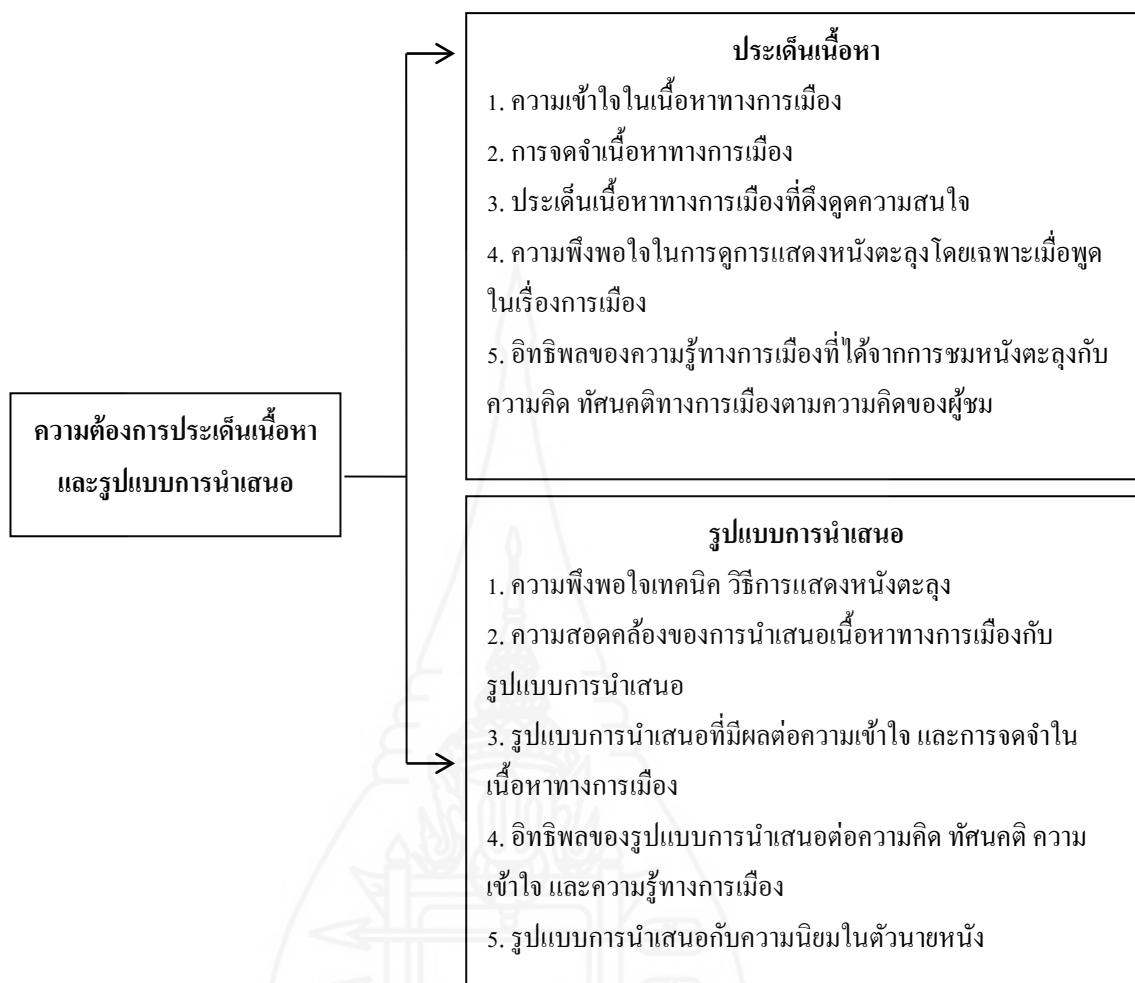 ประเด็นเนื้อหา
1. ความเข้าใจในเนื้อหาทางการเมือง
2. การจดจำเนื้อหาทางการเมือง
3. ประเด็นเนื้อหาทางการเมืองที่ดึงดูดความสนใจ
4. ความพึงพอใจในการดูการแสดงหนังตะลุงโดยเฉพาะเมื่อพูด
ในเรื่องการเมือง
5. อิทธิพลของความรู้ทางการเมืองที่ได้จากการชมหนังตะลุงกับ
ความคิด ทัศนคติทางการเมืองตามความคิดของผู้ชม
ความต้องการประเด็นเนื้อหา
และรูปแบบการนำเสนอ
รูปแบบการนำเสนอ
1. ความพึงพอใจเทคนิค วิธีการแสดงหนังตะลุง
2. ความสอดคล้องของการนำเสนอเนื้อหาทางการเมืองกับ
รูปแบบการนำเสนอ
3. รูปแบบการนำเสนอที่มีผลต่อความเข้าใจ และการจดจำใน
เนื้อหาทางการเมือง
4. อิทธิพลของรูปแบบการนำเสนอต่อความคิด ทัศนคติ ความ
เข้าใจ และความรู้ทางการเมือง
5. รูปแบบการนำเสนอกับความนิยมในตัวนายหนัง